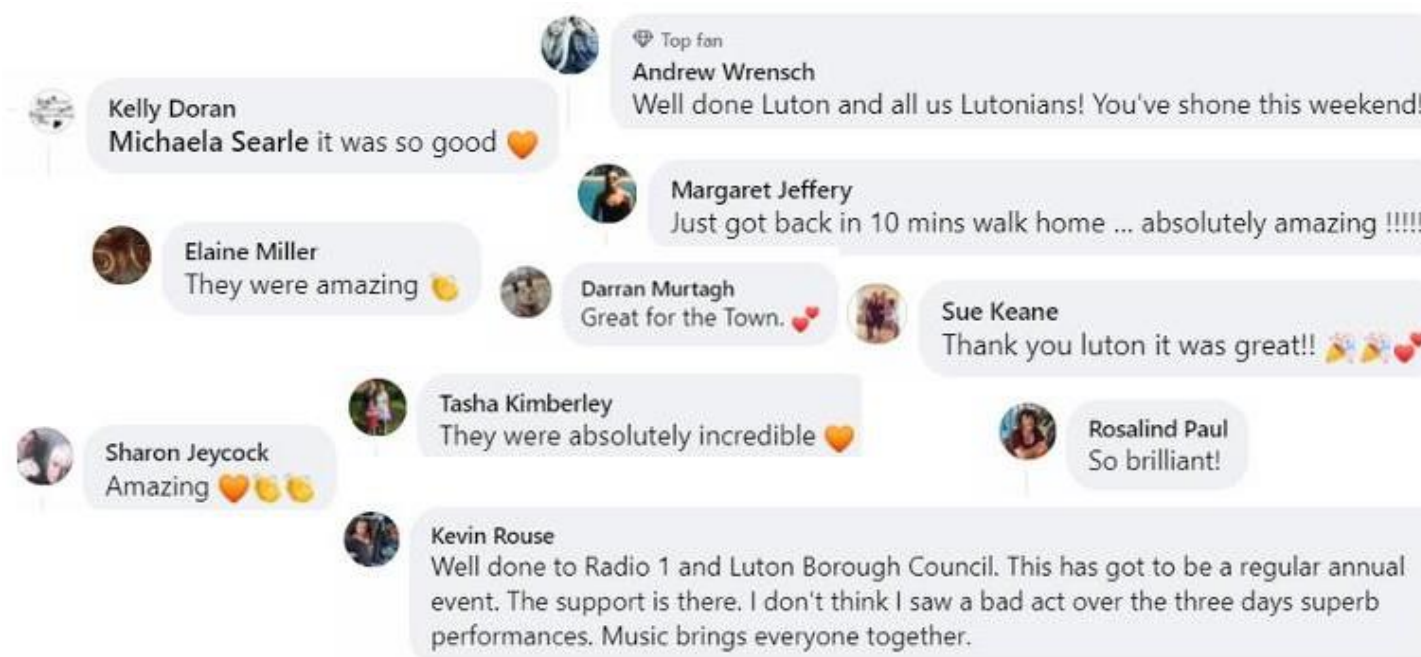 Top fan
Andrew Wrensch
Well done Luton and all us Lutonians! You've shone this weekend!
Kelly Doran
Michaela Searle it was so good 🧡
Margaret Jeffery
Just got back in 10 mins walk home ... absolutely amazing !!!!!
Elaine Miller
They were amazing 👏
Darran Murtagh
Great for the Town. 💕
Sue Keane
Thank you luton it was great!! 🎉🎉💕
Tasha Kimberley
They were absolutely incredible 🧡
Rosalind Paul
So brilliant!
Sharon Jeycock
Amazing 🧡👏👏
Kevin Rouse
Well done to Radio 1 and Luton Borough Council. This has got to be a regular annual
event. The support is there. I don't think I saw a bad act over the three days superb
performances. Music brings everyone together.